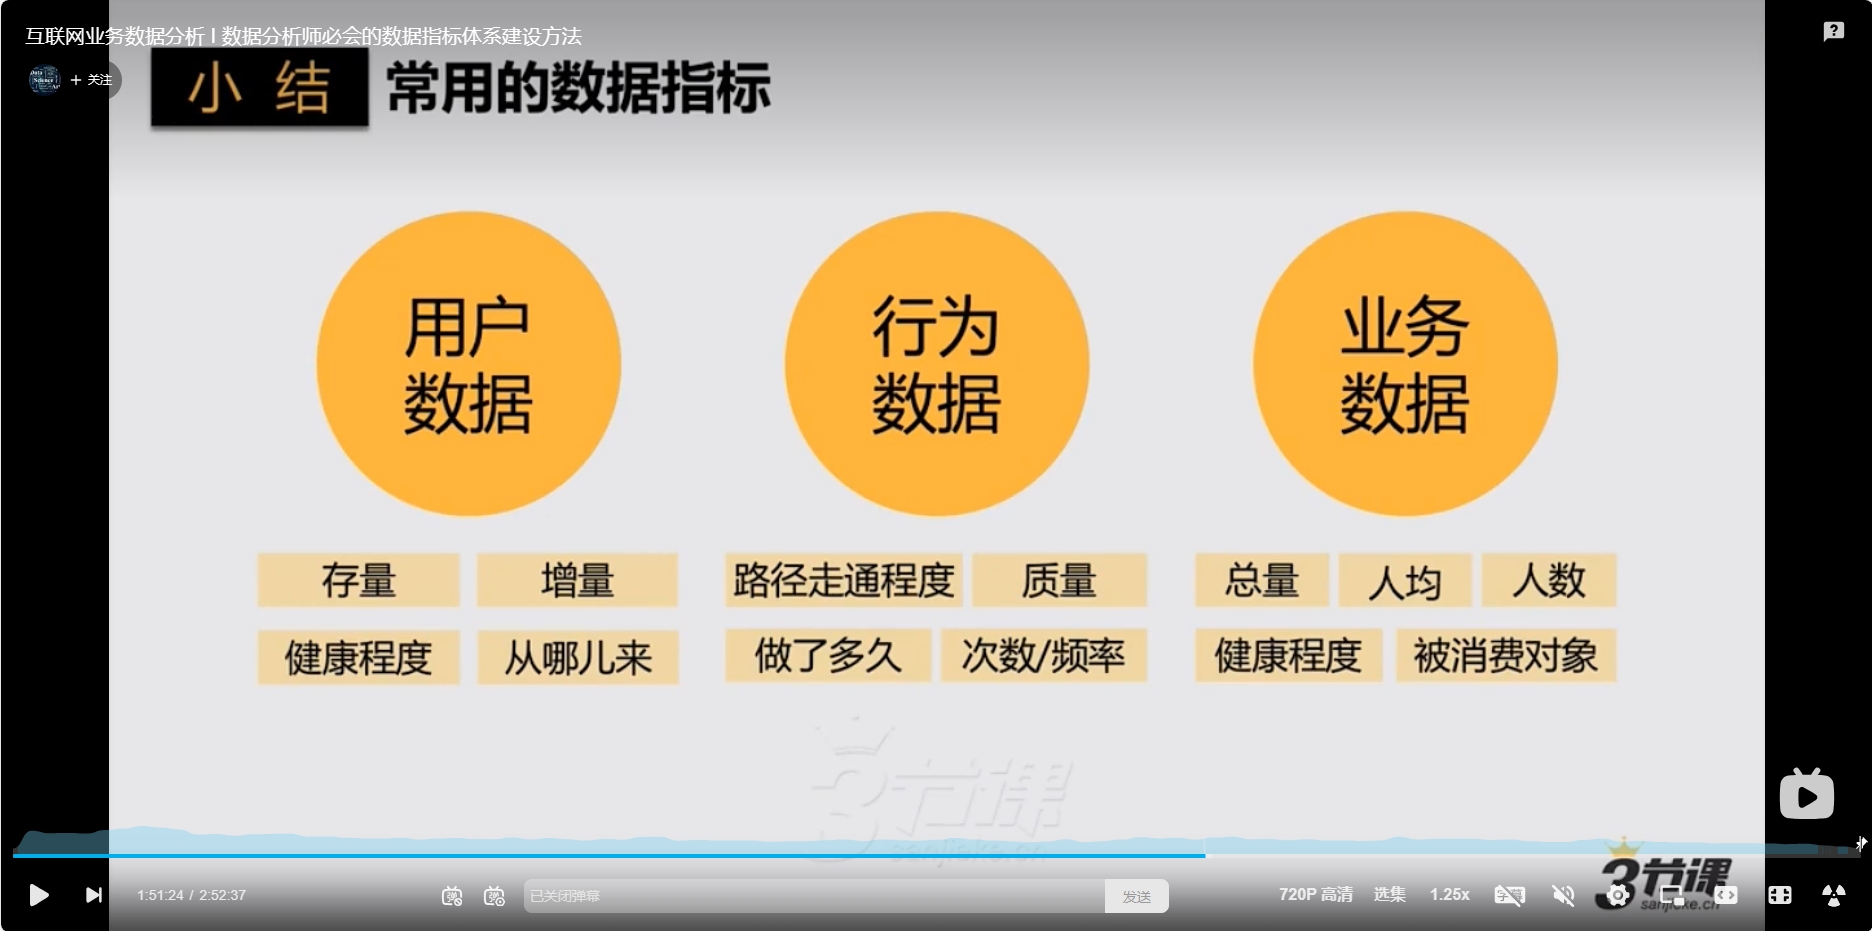 互联网业务数据分析 | 数据分析师必会的数据指标体系建设方法
+ 关注
小 结 常用的数据指标
用户
数据
行为
数据
业务
数据
存量 增量 路径走通程度 质量 总量 人均 人数
健康程度 从哪儿来 做了多久 次数/频率 健康程度 被消费对象
3节课
sanjieke.cn
3节课
sanjieke.cn
1:51:24 / 2:52:37 已关闭弹幕 发送 720P 高清 选集 1.25x 字幕